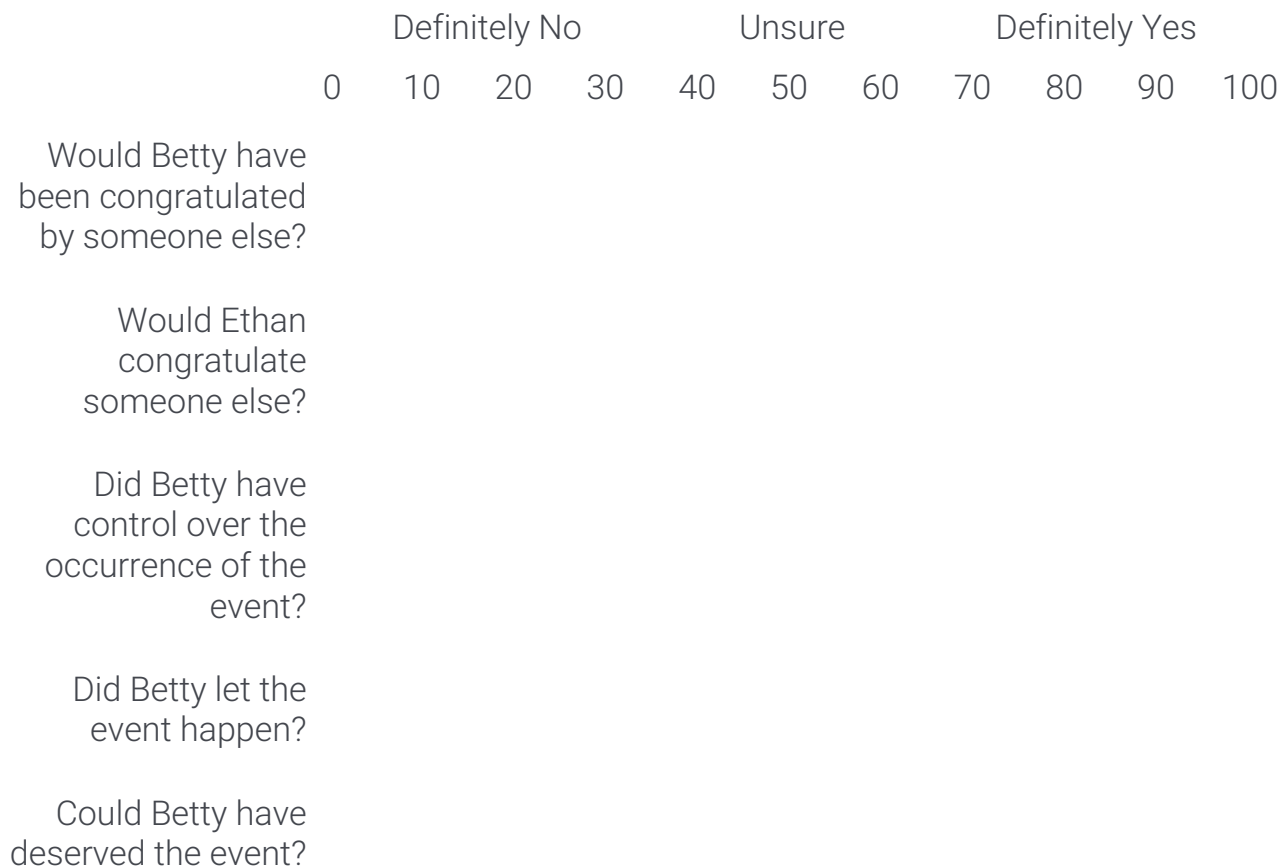 Definitely No Unsure Definitely Yes
0 10 20 30 40 50 60 70 80 90 100
Would Betty have
been congratulated
by someone else?
Would Ethan
congratulate
someone else?
Did Betty have
control over the
occurrence of the
event?
Did Betty let the
event happen?
Could Betty have
deserved the event?